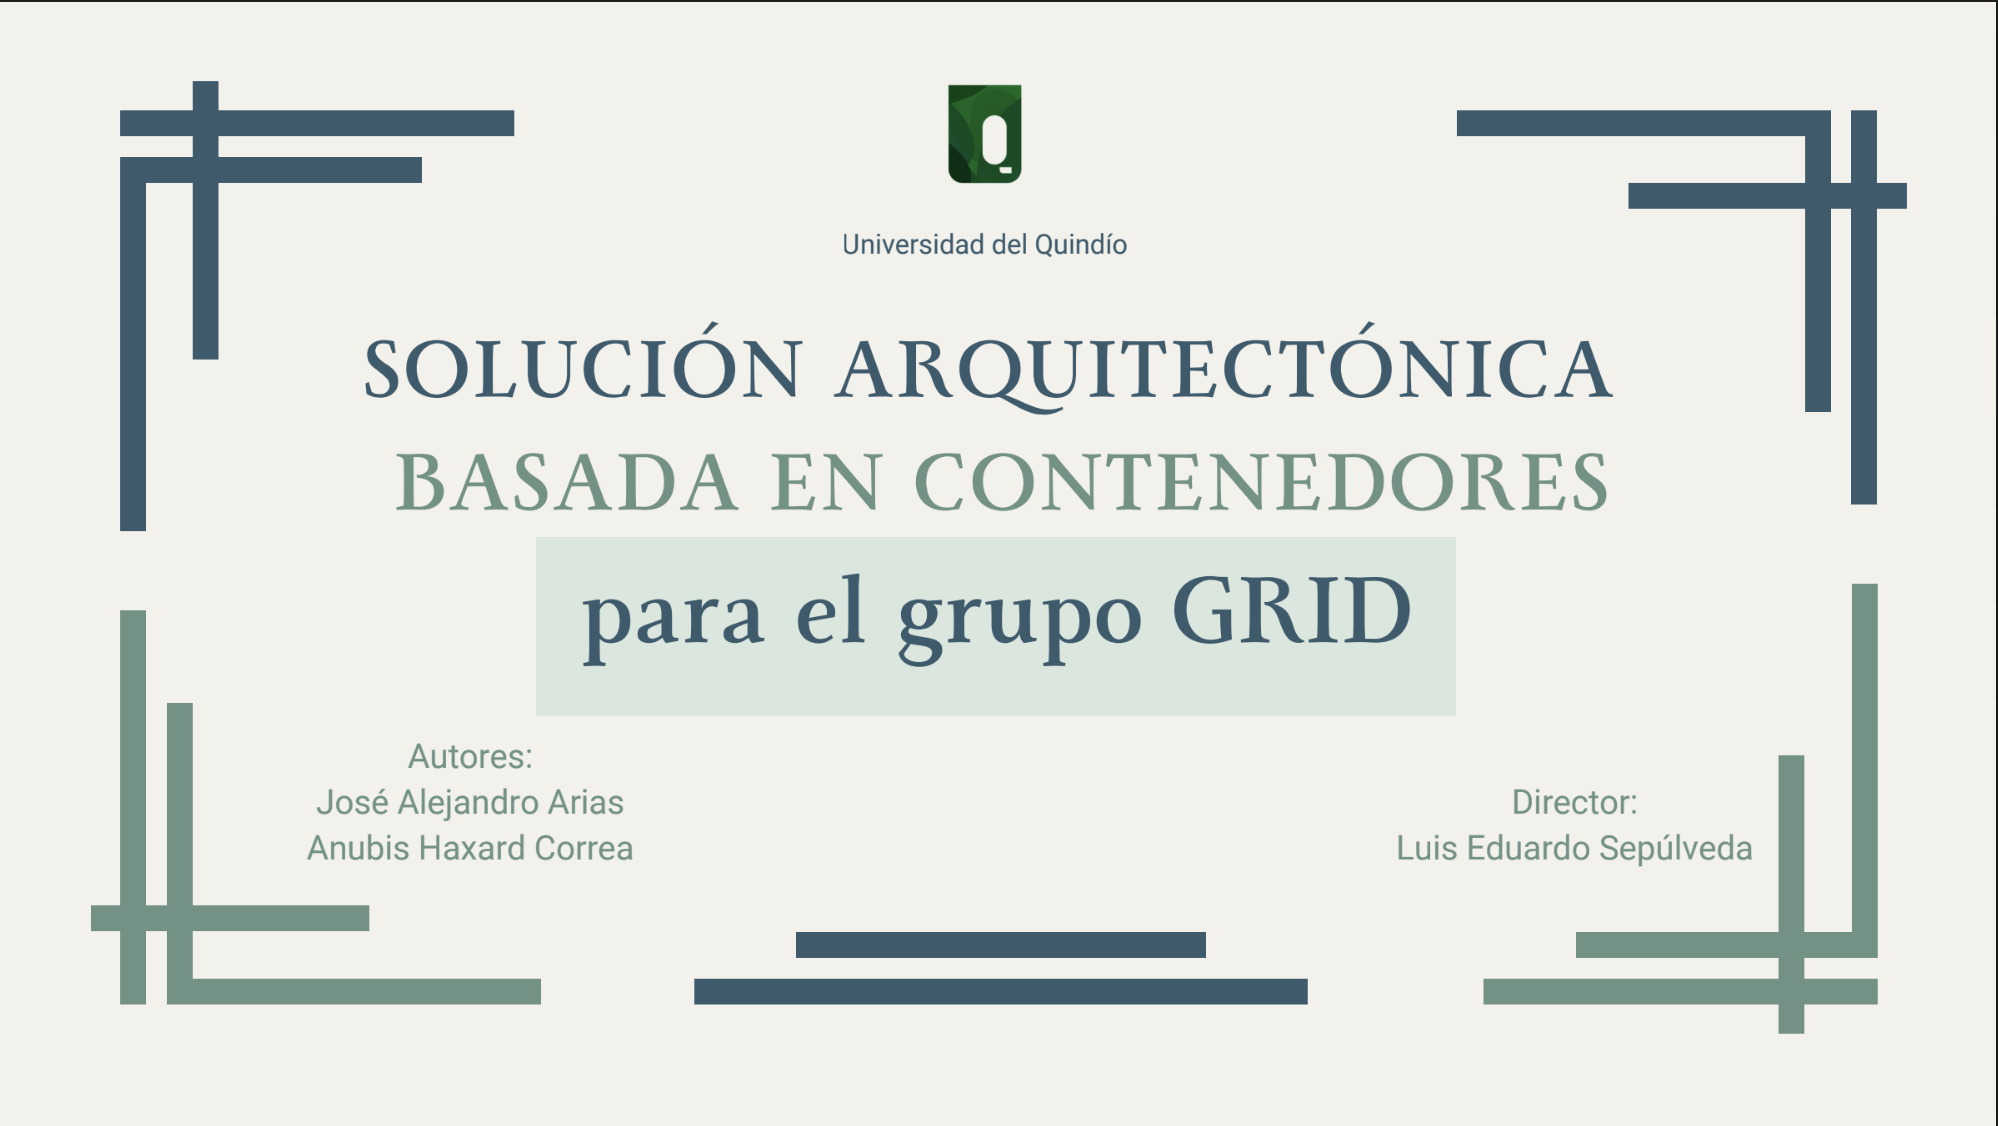 Q
Universidad del Quindío
SOLUCIÓN ARQUITECTÓNICA
BASADA EN CONTENEDORES
para el grupo GRID
Autores:
José Alejandro Arias
Anubis Haxard Correa
Director:
Luis Eduardo Sepúlveda